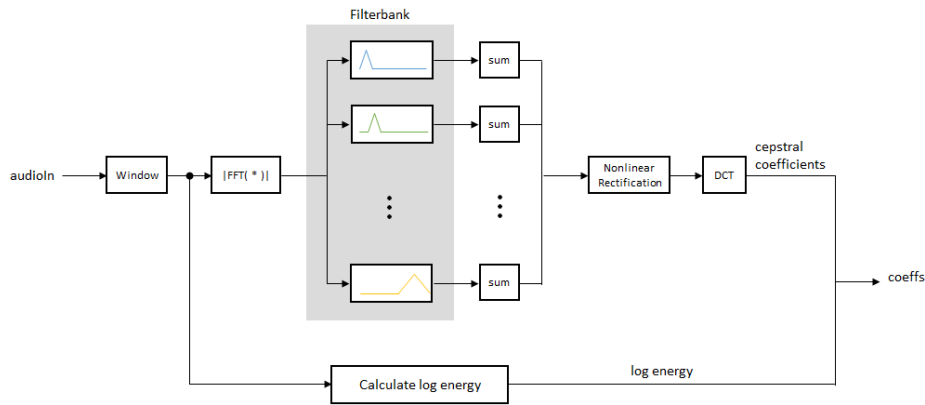 Filterbank
sum
sum
audioIn
Window
|FFT( * )|
Nonlinear
Rectification
DCT
cepstral
coefficients
sum
coeffs
Calculate log energy
log energy